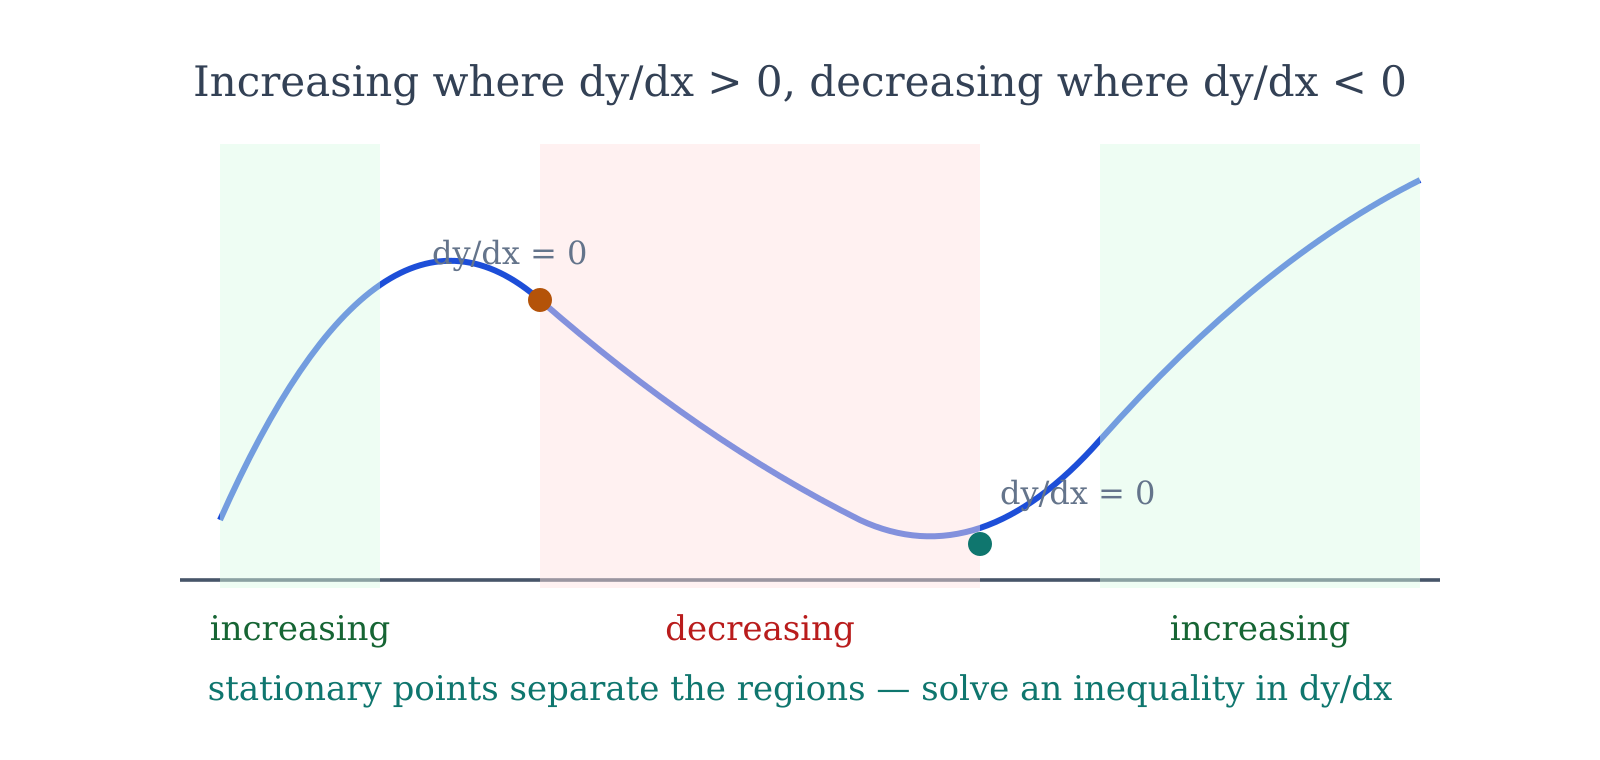 Increasing where dy/dx > 0, decreasing where dy/dx < 0
dy/dx = 0
dy/dx = 0
increasing
decreasing
increasing
stationary points separate the regions — solve an inequality in dy/dx